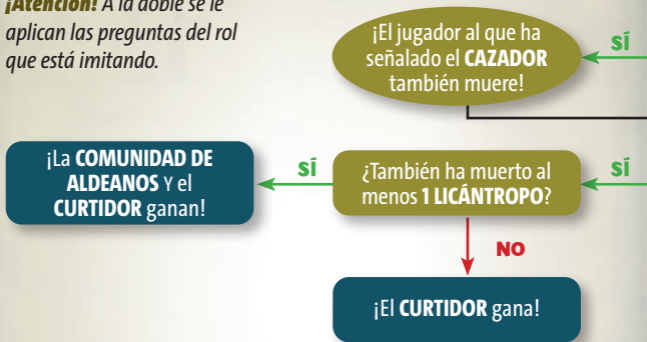 ¡Atención! A la doble se le
aplican las preguntas del rol
que está imitando.
¡El jugador al que ha
señalado el CAZADOR
también muere!
SÍ
¡La COMUNIDAD DE
ALDEANOS Y el
CURTIDOR ganan!
SÍ
¿También ha muerto al
menos 1 LICÁNTROPO?
SÍ
NO
¡El CURTIDOR gana!